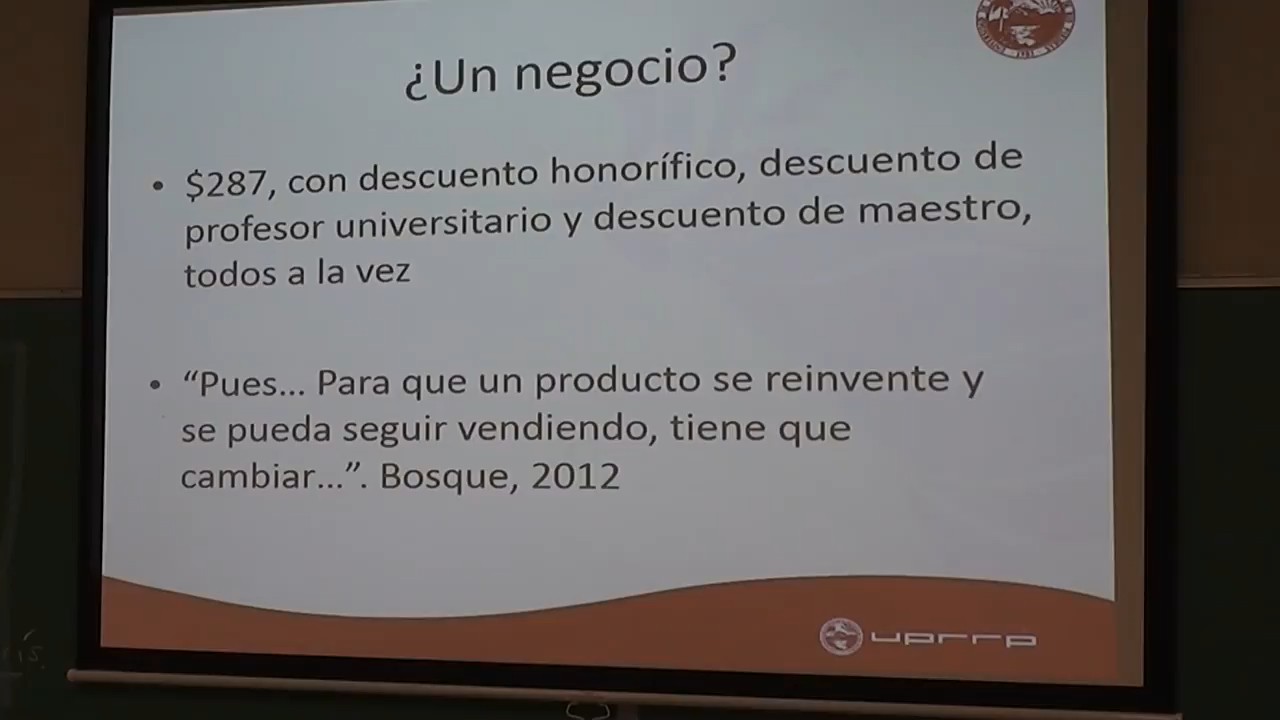 ¿Un negocio?
• $287, con descuento honorífico, descuento de
profesor universitario y descuento de maestro,
todos a la vez
• “Pues... Para que un producto se reinvente y
se pueda seguir vendiendo, tiene que
cambiar...”. Bosque, 2012
uprrp